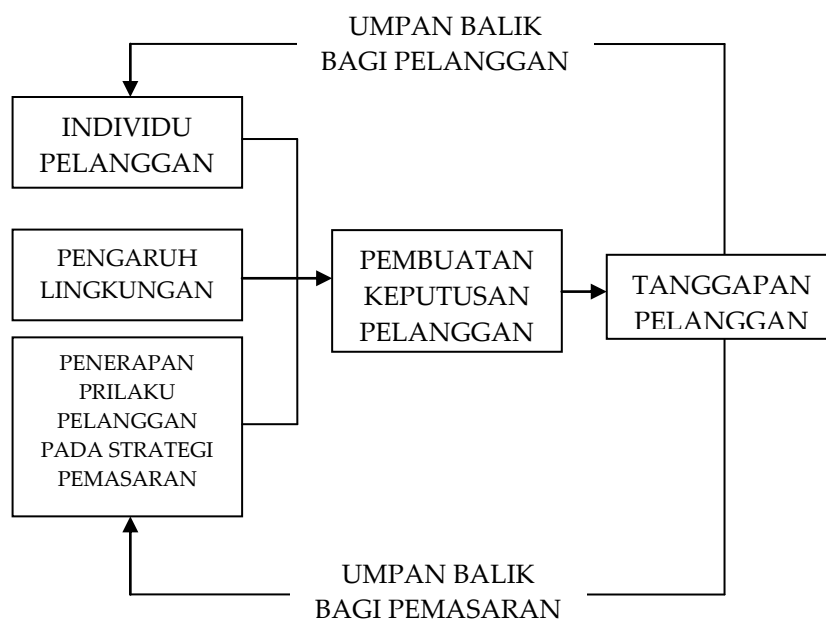 UMPAN BALIK
BAGI PELANGGAN
INDIVIDU
PELANGGAN
PENGARUH
LINGKUNGAN
PENERAPAN
PRILAKU
PELANGGAN
PADA STRATEGI
PEMASARAN
PEMBUATAN
KEPUTUSAN
PELANGGAN
TANGGAPAN
PELANGGAN
UMPAN BALIK
BAGI PEMASARAN